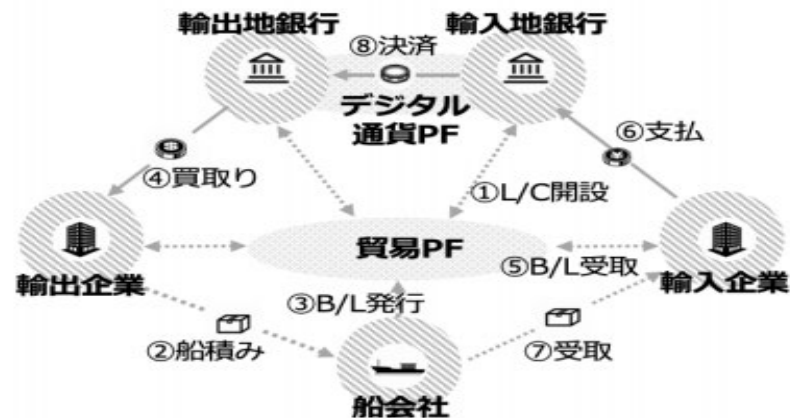 輸出地銀行
輸入地銀行
⑧決済
デジタル
通貨PF
⑥支払
④買取り
①L/C開設
貿易PF
⑤B/L受取
輸出企業
輸入企業
③B/L発行
②船積み
⑦受取
船会社